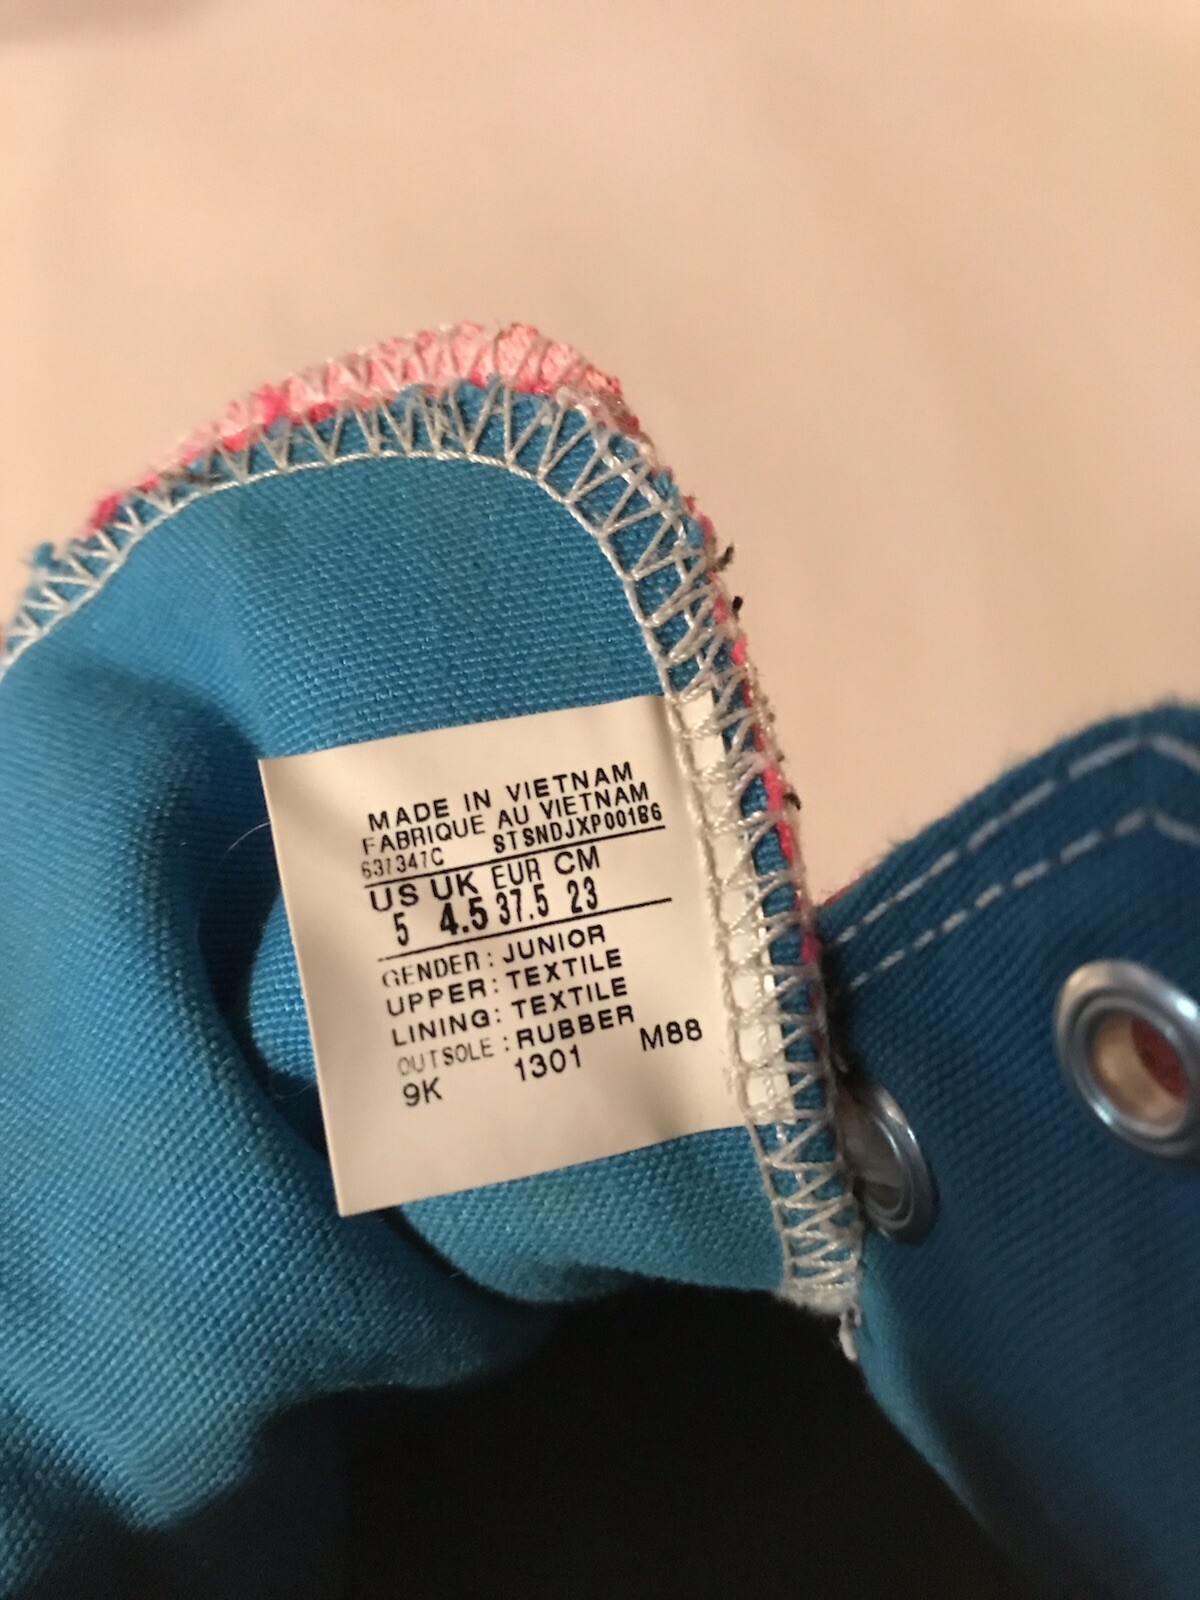 MADE IN VIETNAM
FABRIQUE AU VIETNAM
637347C STSNDJXP001B6
US UK EUR CM
5 4.5 37.5 23
GENDER: JUNIOR
UPPER: TEXTILE
LINING: TEXTILE
OUTSOLE: RUBBER
9K 1301 M88